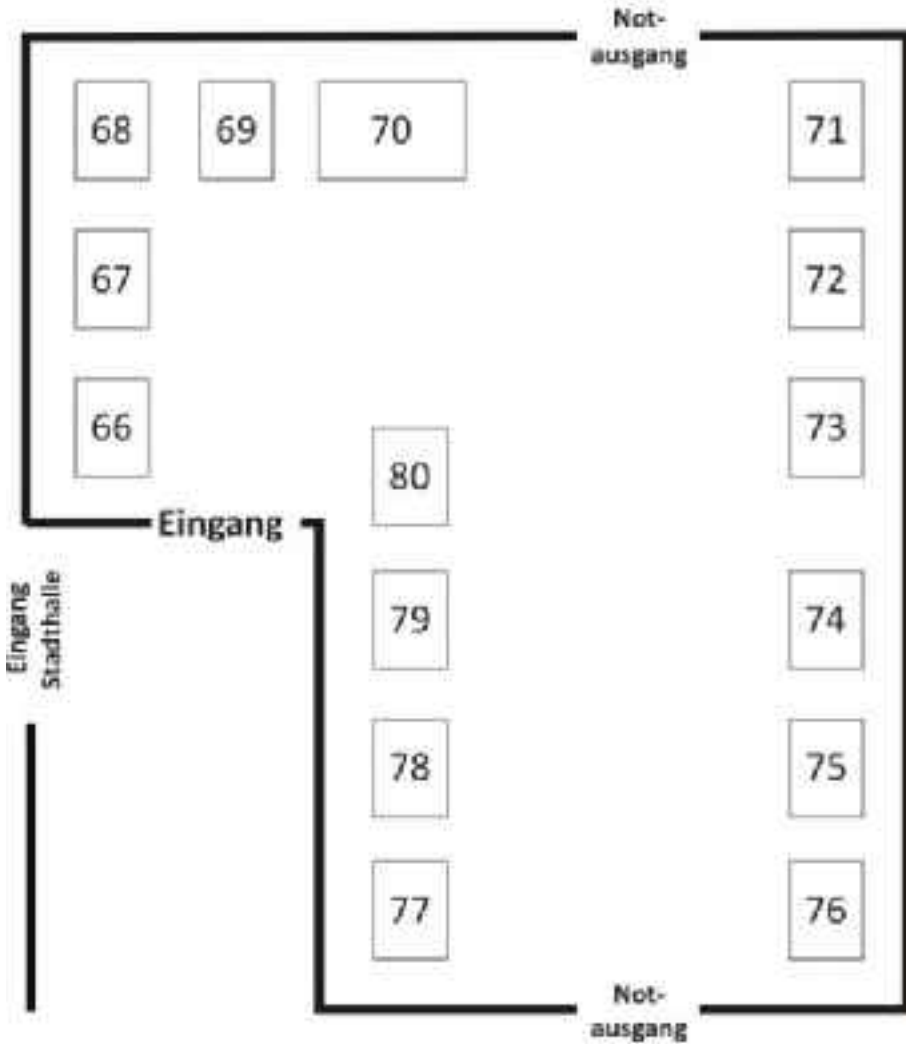 Not-
ausgang
68 69 70 71
67 72
66 73
80
Eingang
Eingang
Stadthalle
79 74
78 75
77 76
Not-
ausgang